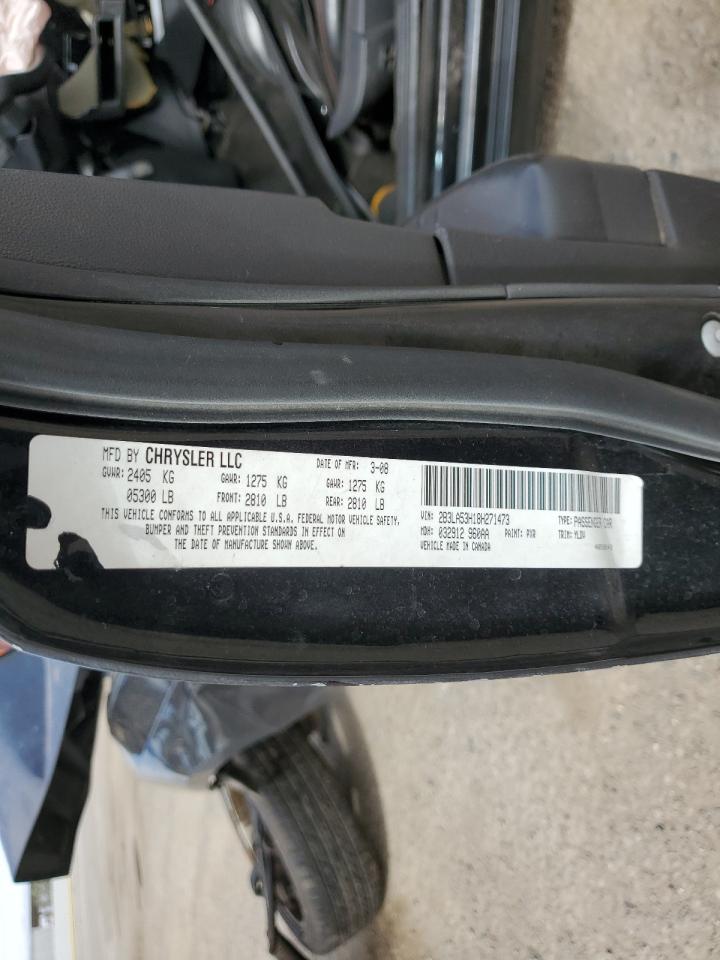 MFD BY CHRYSLER LLC DATE OF MFR: 3-08
GVWR: 2405 KG GAWR: 1275 KG GAWR: 1275 KG
05300 LB FRONT: 2810 LB REAR: 2810 LB
THIS VEHICLE CONFORMS TO ALL APPLICABLE U.S.A. FEDERAL MOTOR VEHICLE SAFETY,
BUMPER AND THEFT PREVENTION STANDARDS IN EFFECT ON
THE DATE OF MANUFACTURE SHOWN ABOVE.
VIN: 2B3LA53H18H271473 TYPE: PASSENGER CAR
MDH: 032912 960AA PAINT: PXR TRIM: YLDV
VEHICLE MADE IN CANADA